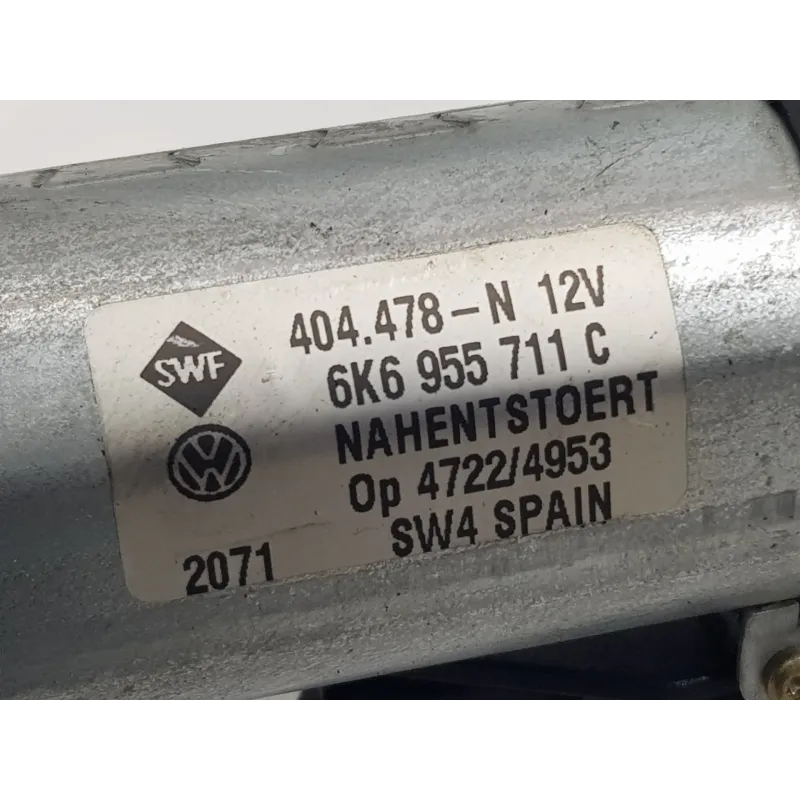 SWF
404.478-N 12V
6K6 955 711 C
NAHENTSTOERT
Op 4722/4953
SW4 SPAIN
2071